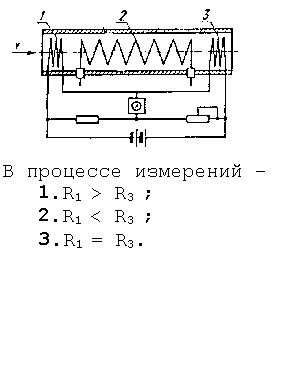 1 2 3
v
В процессе измерений –
1.R₁ > R₃ ;
2.R₁ < R₃ ;
3.R₁ = R₃.